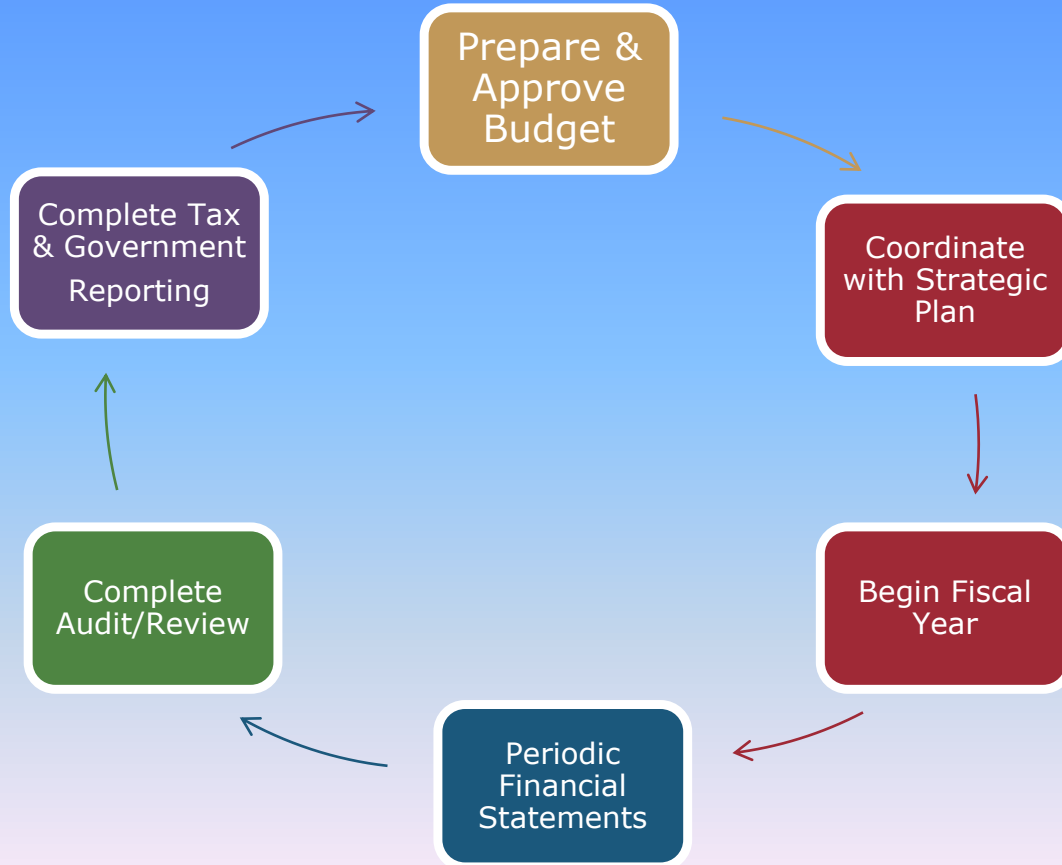 Prepare &
Approve
Budget
Coordinate
with Strategic
Plan
Begin Fiscal
Year
Periodic
Financial
Statements
Complete
Audit/Review
Complete Tax
& Government
Reporting